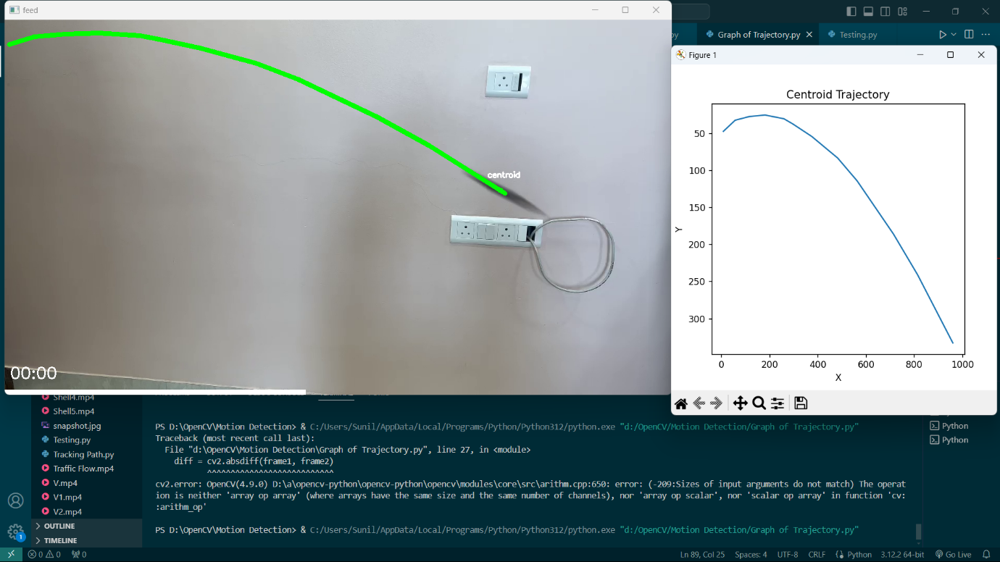 feed
py
Graph of Trajectory.py
Testing.py
Figure 1
Centroid Trajectory
50
100
150
200
250
300
Y
0
200
400
600
800
1000
X
centroid
00:00
Shell4.mp4
Shell5.mp4
snapshot.jpg
Testing.py
Tracking Path.py
Traffic Flow.mp4
V.mp4
V1.mp4
V2.mp4
OUTLINE
TIMELINE
PS D:\OpenCV\Motion Detection> & C:/Users/Sunil/AppData/Local/Programs/Python/Python312/python.exe "d:/OpenCV/Motion Detection/Graph of Trajectory.py"
Traceback (most recent call last):
File "d:\OpenCV\Motion Detection\Graph of Trajectory.py", line 27, in <module>
diff = cv2.absdiff(frame1, frame2)
^^^^^^^^^^^^^^^^^^^^^^^^^^^
cv2.error: OpenCV(4.9.0) D:\a\opencv-python\opencv-python\opencv\modules\core\src\arithm.cpp:650: error: (-209:Sizes of input arguments do not match) The operat
ion is neither 'array op array' (where arrays have the same size and the same number of channels), nor 'array op scalar', nor 'scalar op array' in function 'cv:
:arithm_op'
PS D:\OpenCV\Motion Detection> & C:/Users/Sunil/AppData/Local/Programs/Python/Python312/python.exe "d:/OpenCV/Motion Detection/Graph of Trajectory.py"
Python
Python
1
0 0 0
Ln 89, Col 25 Spaces: 4 UTF-8 CRLF Python 3.12.2 64-bit Go Live